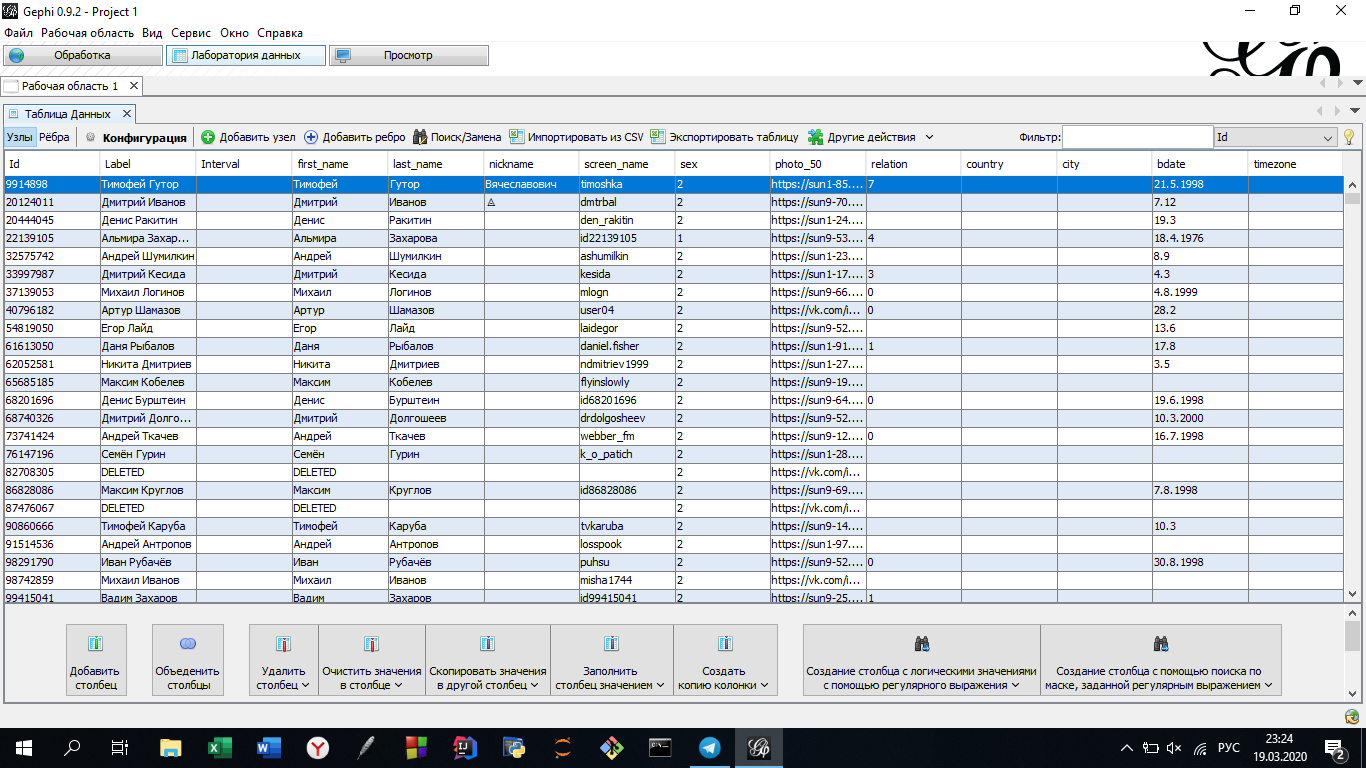 Gephi 0.9.2 - Project 1
Файл Рабочая область Вид Сервис Окно Справка
Обработка Лаборатория данных Просмотр
Рабочая область 1
Таблица Данных
Узлы Рёбра Конфигурация Добавить узел Добавить ребро Поиск/Замена Импортировать из CSV Экспортировать таблицу Другие действия Фильтр: Id
Id Label Interval first_name last_name nickname screen_name sex photo_50 relation country city bdate timezone
9914898 Тимофей Гутор Тимофей Гутор Вячеславович timoshka 2 https://sun1-85.... 7 21.5.1998
20124011 Дмитрий Иванов Дмитрий Иванов dmtrbal 2 https://sun9-70.... 7.12
20444045 Денис Ракитин Денис Ракитин den_rakitin 2 https://sun1-24.... 19.3
22139105 Альмира Захар... Альмира Захарова id22139105 1 https://sun9-53.... 4 18.4.1976
32575742 Андрей Шумилкин Андрей Шумилкин ashumilkin 2 https://sun1-23.... 8.9
33997987 Дмитрий Кесида Дмитрий Кесида kesida 2 https://sun1-17.... 3 4.3
37139053 Михаил Логинов Михаил Логинов mlogn 2 https://sun9-66.... 0 4.8.1999
40796182 Артур Шамазов Артур Шамазов user04 2 https://vk.com/i... 0 28.2
54819050 Егор Лайд Егор Лайд laidegor 2 https://sun9-52.... 13.6
61613050 Даня Рыбалов Даня Рыбалов daniel.fisher 2 https://sun1-91.... 1 17.8
62052581 Никита Дмитриев Никита Дмитриев ndmitriev1999 2 https://sun1-27.... 3.5
65685185 Максим Кобелев Максим Кобелев flyinslowly 2 https://sun9-19....
68201696 Денис Бурштеин Денис Бурштеин id68201696 2 https://sun9-64.... 0 19.6.1998
68740326 Дмитрий Долго... Дмитрий Долгошеев drdolgosheev 2 https://sun9-52.... 10.3.2000
73741424 Андрей Ткачев Андрей Ткачев webber_fm 2 https://sun9-12.... 0 16.7.1998
76147196 Семён Гурин Семён Гурин k_o_patich 2 https://sun1-28....
82708305 DELETED DELETED 2 https://vk.com/i...
86828086 Максим Круглов Максим Круглов id86828086 2 https://sun9-69.... 7.8.1998
87476067 DELETED DELETED 2 https://vk.com/i...
90860666 Тимофей Каруба Тимофей Каруба tvkaruba 2 https://sun9-14.... 10.3
91514536 Андрей Антропов Андрей Антропов losspook 2 https://sun1-97....
98291790 Иван Рубачёв Иван Рубачёв puhsu 2 https://sun9-52.... 0 30.8.1998
98742859 Михаил Иванов Михаил Иванов misha1744 2 https://vk.com/i...
99415041 Вадим Захаров Вадим Захаров id99415041 2 https://sun9-25.... 1
Добавить столбец
Объеденить столбцы
Удалить столбец
Очистить значения в столбце
Скопировать значения в другой столбец
Заполнить столбец значением
Создать копию колонки
Создание столбца с логическими значениями с помощью регулярного выражения
Создание столбца с помощью поиска по маске, заданной регулярным выражением
РУС
23:24
19.03.2020
2